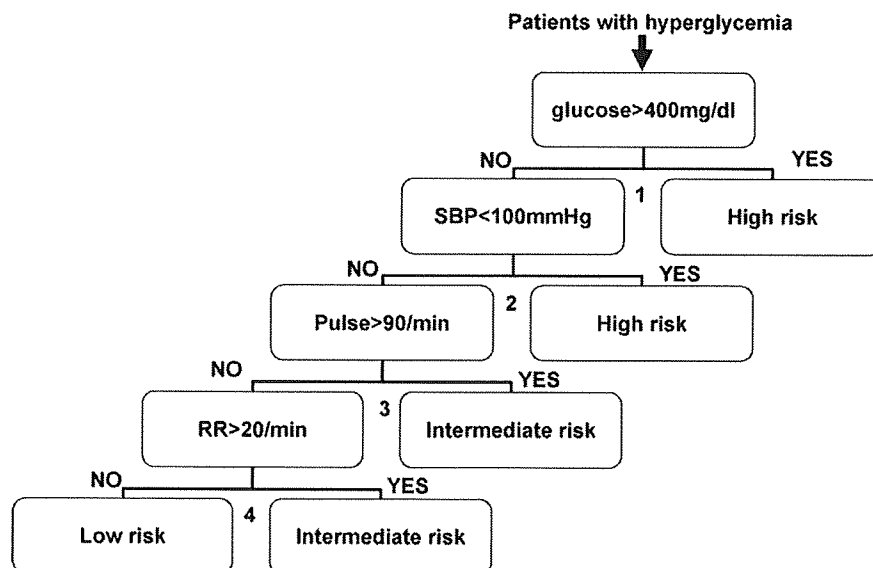 Patients with hyperglycemia
glucose>400mg/dl
NO
YES
1
SBP<100mmHg
High risk
NO
YES
2
Pulse>90/min
High risk
NO
YES
3
RR>20/min
Intermediate risk
NO
YES
4
Low risk
Intermediate risk